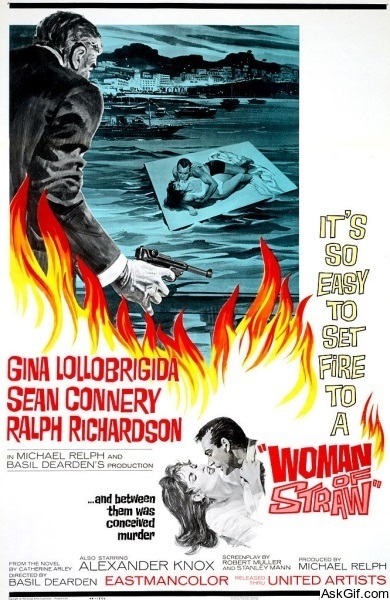 IT'S
SO
EASY
TO
SET
FIRE
TO
A
"WOMAN
OF
STRAW"
GINA LOLLOBRIGIDA
SEAN CONNERY
RALPH RICHARDSON
IN MICHAEL RELPH AND
BASIL DEARDEN'S PRODUCTION
...and between
them was
conceived
murder
FROM THE NOVEL
BY CATHERINE ARLEY
ALSO STARRING
ALEXANDER KNOX
SCREENPLAY BY
ROBERT MULLER
AND STANLEY MANN
PRODUCED BY
MICHAEL RELPH
DIRECTED BY
BASIL DEARDEN
EASTMANCOLOR
RELEASED
THRU
UNITED ARTISTS
AskGif.com